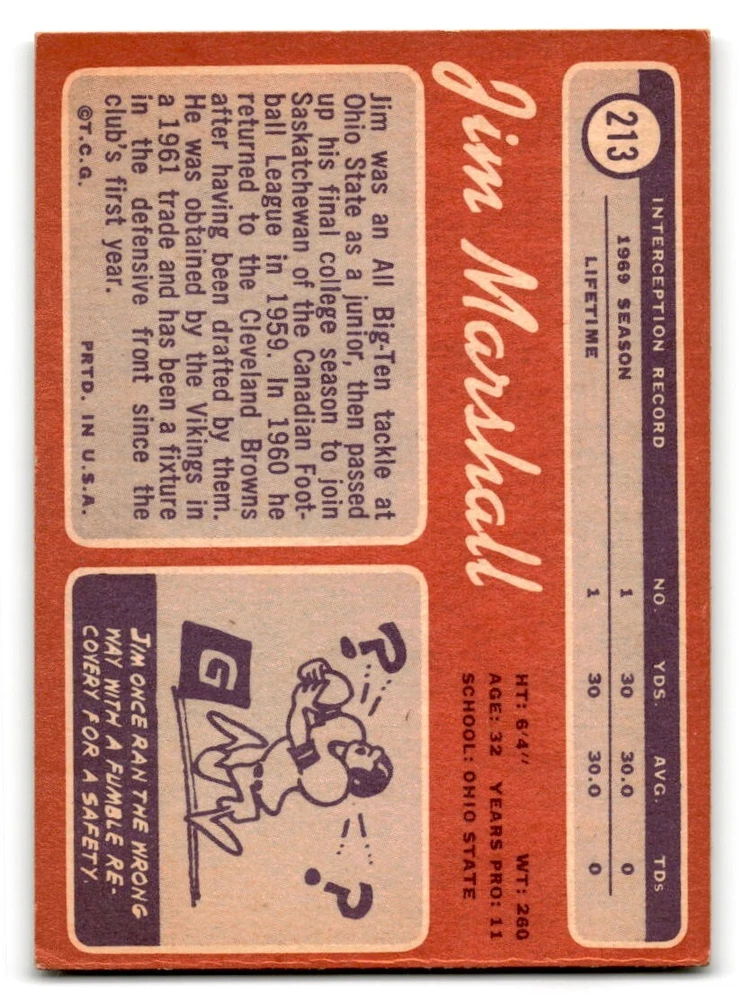 213
INTERCEPTION RECORD NO. YDS. AVG. TDs
1969 SEASON 1 30 30.0 0
LIFETIME 1 30 30.0 0
Jim Marshall
HT: 6'4" WT: 260
AGE: 32 YEARS PRO: 11
SCHOOL: OHIO STATE
Jim was an All Big-Ten tackle at
Ohio State as a junior, then passed
up his final college season to join
Saskatchewan of the Canadian Foot-
ball League in 1959. In 1960 he
returned to the Cleveland Browns
after having been drafted by them.
He was obtained by the Vikings in
a 1961 trade and has been a fixture
in the defensive front since the
club's first year.
©T.C.G. PRTD. IN U.S.A.
? ?
G
JIM ONCE RAN THE WRONG
WAY WITH A FUMBLE RE-
COVERY FOR A SAFETY.